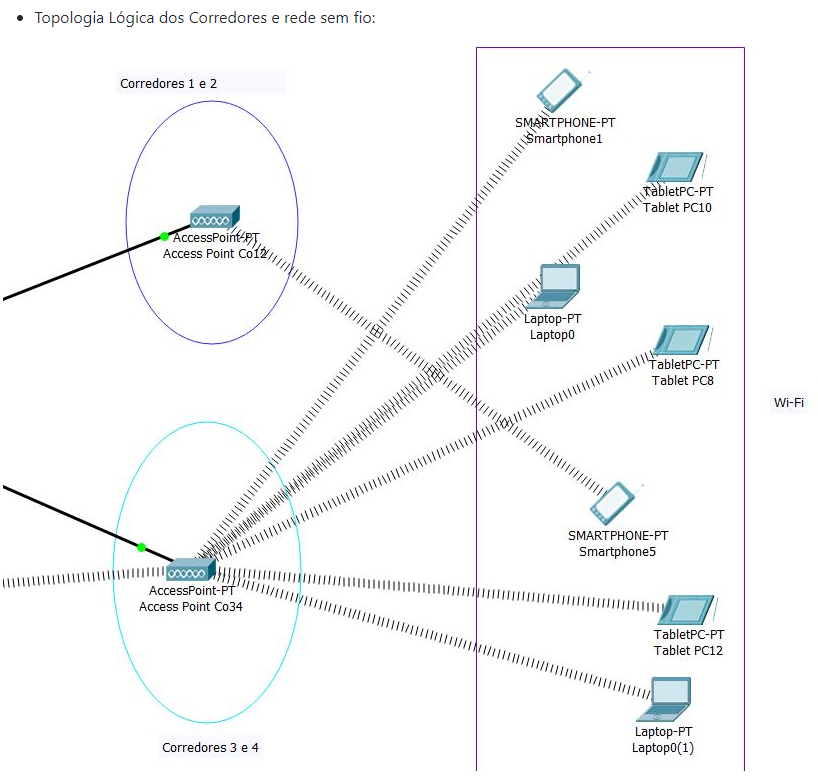 Topologia Lógica dos Corredores e rede sem fio:
Corredores 1 e 2
SMARTPHONE-PT
Smartphone1
TabletPC-PT
Tablet PC10
AccessPoint-PT
Access Point Co12
Laptop-PT
Laptop0
TabletPC-PT
Tablet PC8
Wi-Fi
SMARTPHONE-PT
Smartphone5
AccessPoint-PT
Access Point Co34
TabletPC-PT
Tablet PC12
Laptop-PT
Laptop0(1)
Corredores 3 e 4